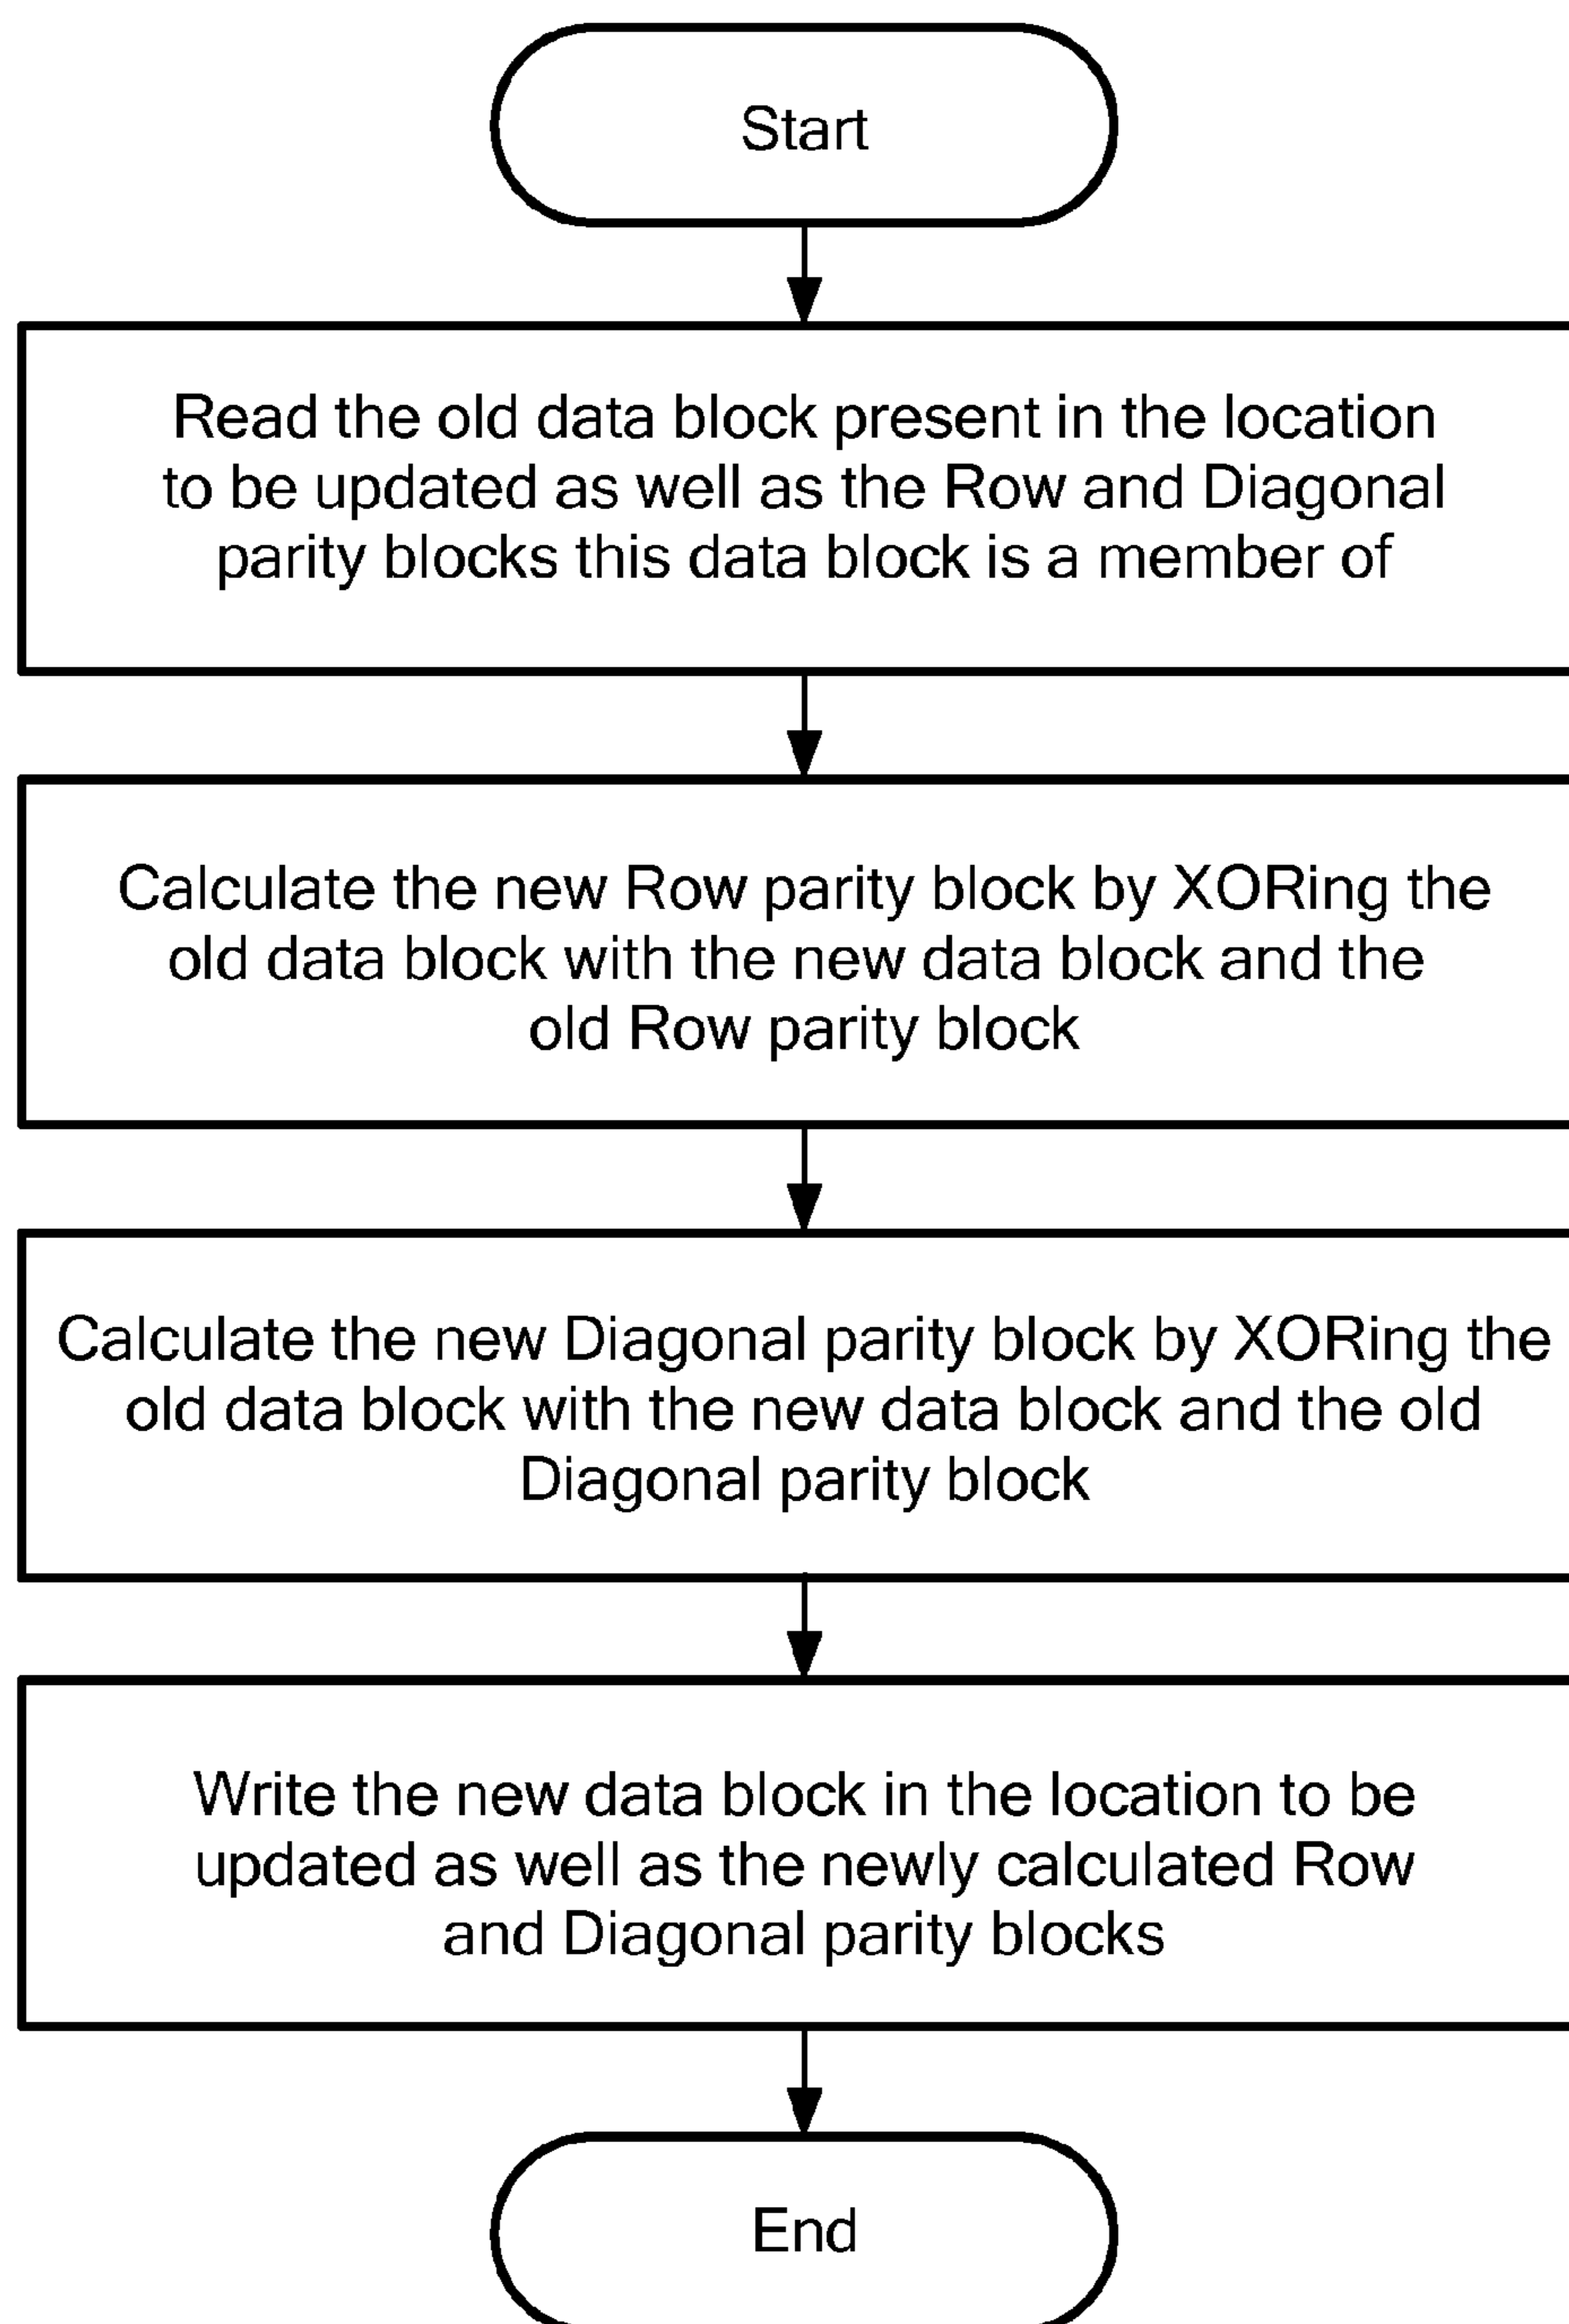 Start
Read the old data block present in the location
to be updated as well as the Row and Diagonal
parity blocks this data block is a member of
Calculate the new Row parity block by XORing the
old data block with the new data block and the
old Row parity block
Calculate the new Diagonal parity block by XORing the
old data block with the new data block and the old
Diagonal parity block
Write the new data block in the location to be
updated as well as the newly calculated Row
and Diagonal parity blocks
End